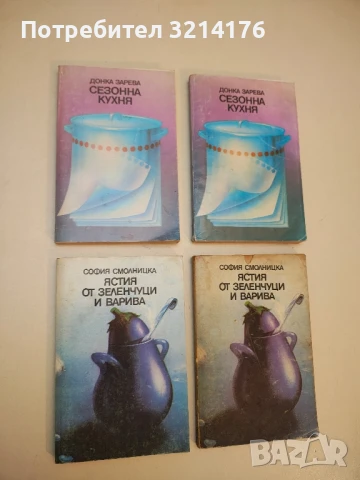 Потребител 3214176
ДОНКА ЗАРЕВА
СЕЗОННА
КУХНЯ
ДОНКА ЗАРЕВА
СЕЗОННА
КУХНЯ
СОФИЯ СМОЛНИЦКА
ЯСТИЯ
ОТ ЗЕЛЕНЧУЦИ
И ВАРИВА
СОФИЯ СМОЛНИЦКА
ЯСТИЯ
ОТ ЗЕЛЕНЧУЦИ
И ВАРИВА
BAZAR